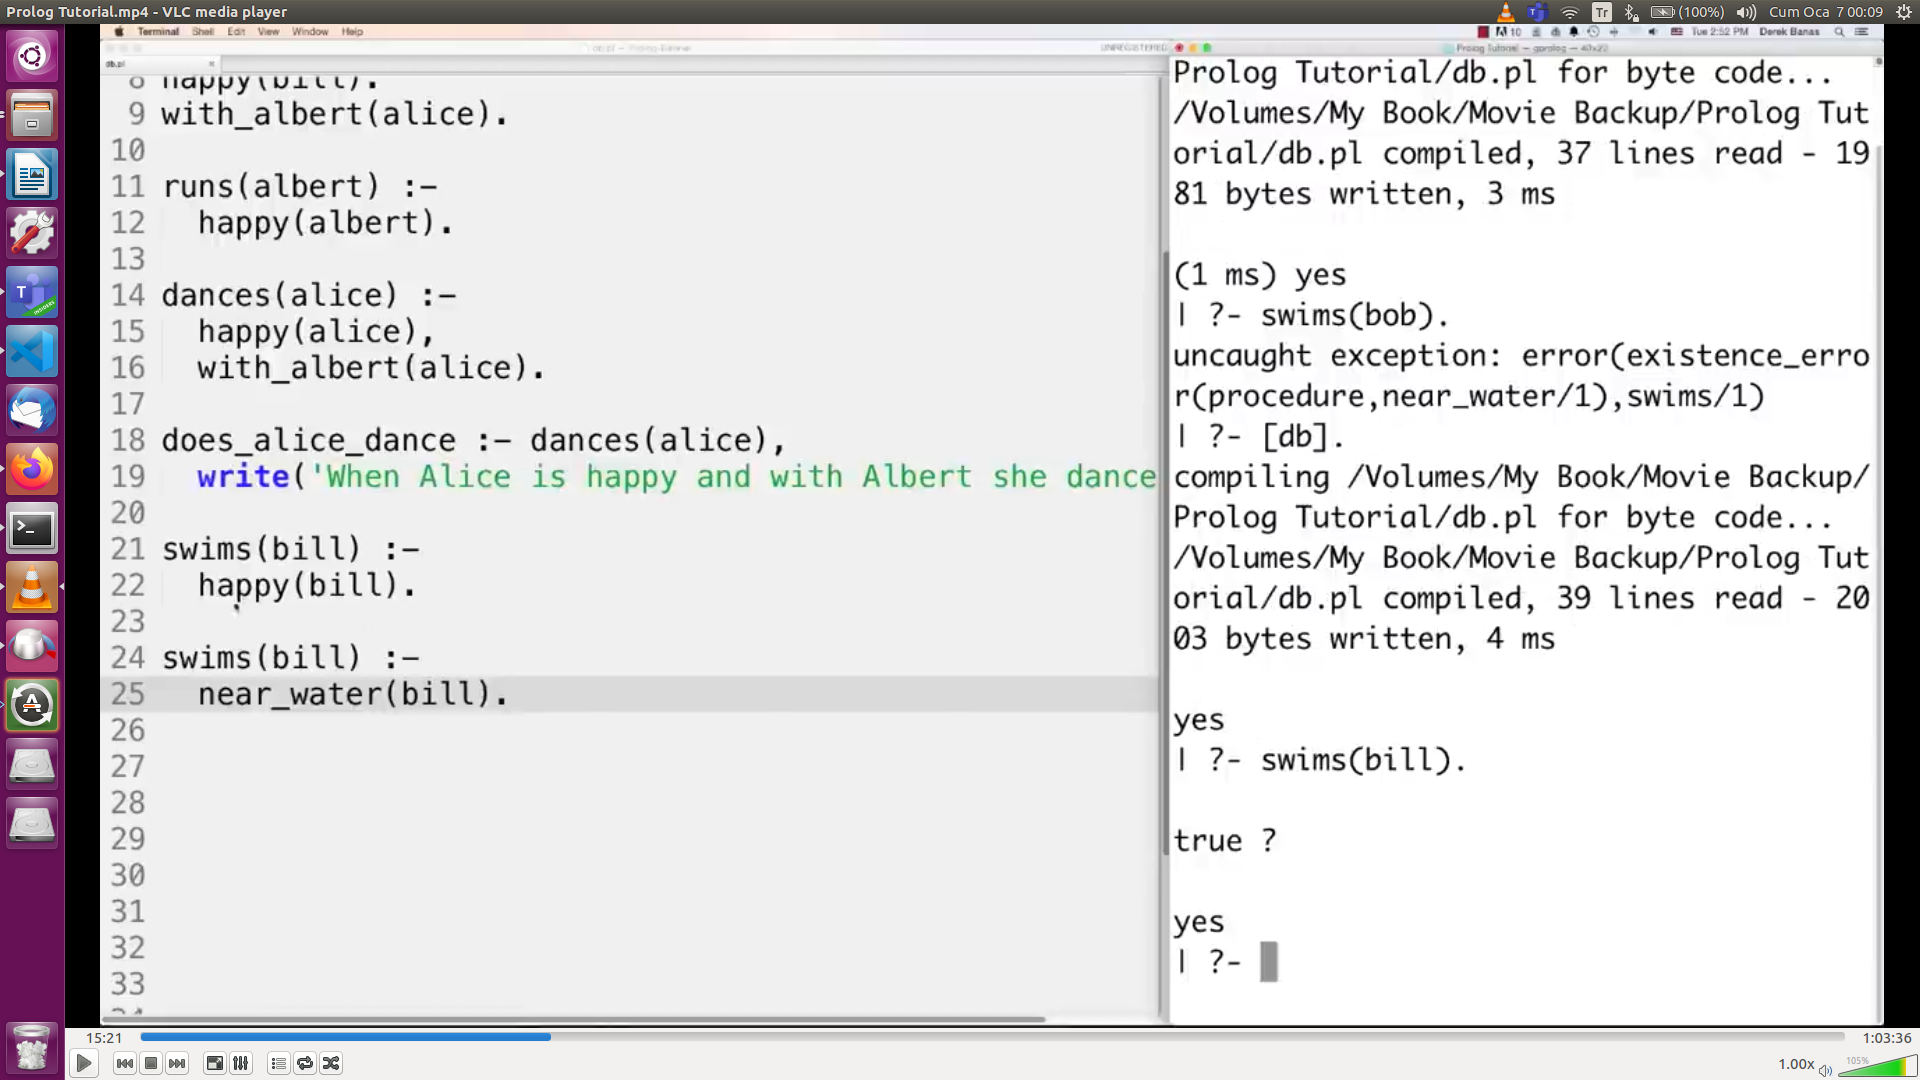 Prolog Tutorial.mp4 - VLC media player
Tr
(100%)
Cum Oca 7 00:09
Terminal Shell Edit View Window Help
10
Tue 2:52 PM Derek Banas
db.pl
UNREGISTERED
Prolog Tutorial — gprolog — 40x22
8 happy(bill).
9 with_albert(alice).
10
11 runs(albert) :-
12 happy(albert).
13
14 dances(alice) :-
15 happy(alice),
16 with_albert(alice).
17
18 does_alice_dance :- dances(alice),
19 write('When Alice is happy and with Albert she dance
20
21 swims(bill) :-
22 happy(bill).
23
24 swims(bill) :-
25 near_water(bill).
26
27
28
29
30
31
32
33
Prolog Tutorial/db.pl for byte code...
/Volumes/My Book/Movie Backup/Prolog Tut
orial/db.pl compiled, 37 lines read - 19
81 bytes written, 3 ms
(1 ms) yes
| ?- swims(bob).
uncaught exception: error(existence_erro
r(procedure,near_water/1),swims/1)
| ?- [db].
compiling /Volumes/My Book/Movie Backup/
Prolog Tutorial/db.pl for byte code...
/Volumes/My Book/Movie Backup/Prolog Tut
orial/db.pl compiled, 39 lines read - 20
03 bytes written, 4 ms
yes
| ?- swims(bill).
true ?
yes
| ?-
15:21
1:03:36
1.00x
105%